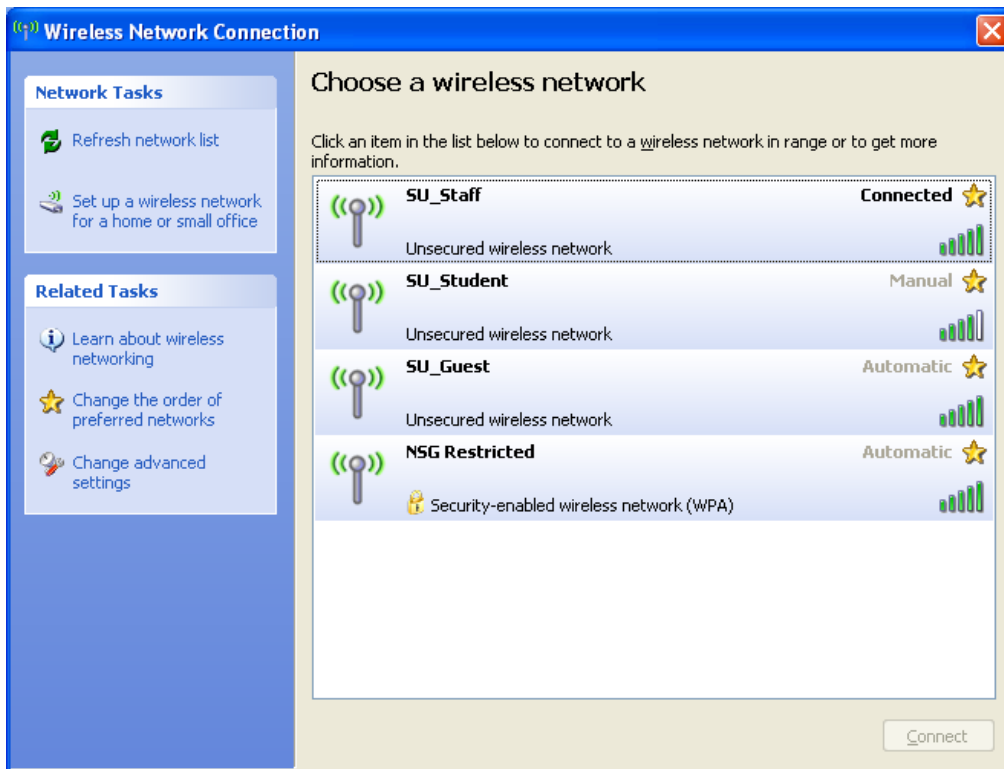 Wireless Network Connection
Network Tasks
Refresh network list
Set up a wireless network
for a home or small office
Related Tasks
Learn about wireless
networking
Change the order of
preferred networks
Change advanced
settings
Choose a wireless network
Click an item in the list below to connect to a wireless network in range or to get more
information.
SU_Staff Connected
Unsecured wireless network
SU_Student Manual
Unsecured wireless network
SU_Guest Automatic
Unsecured wireless network
NSG Restricted Automatic
Security-enabled wireless network (WPA)
Connect